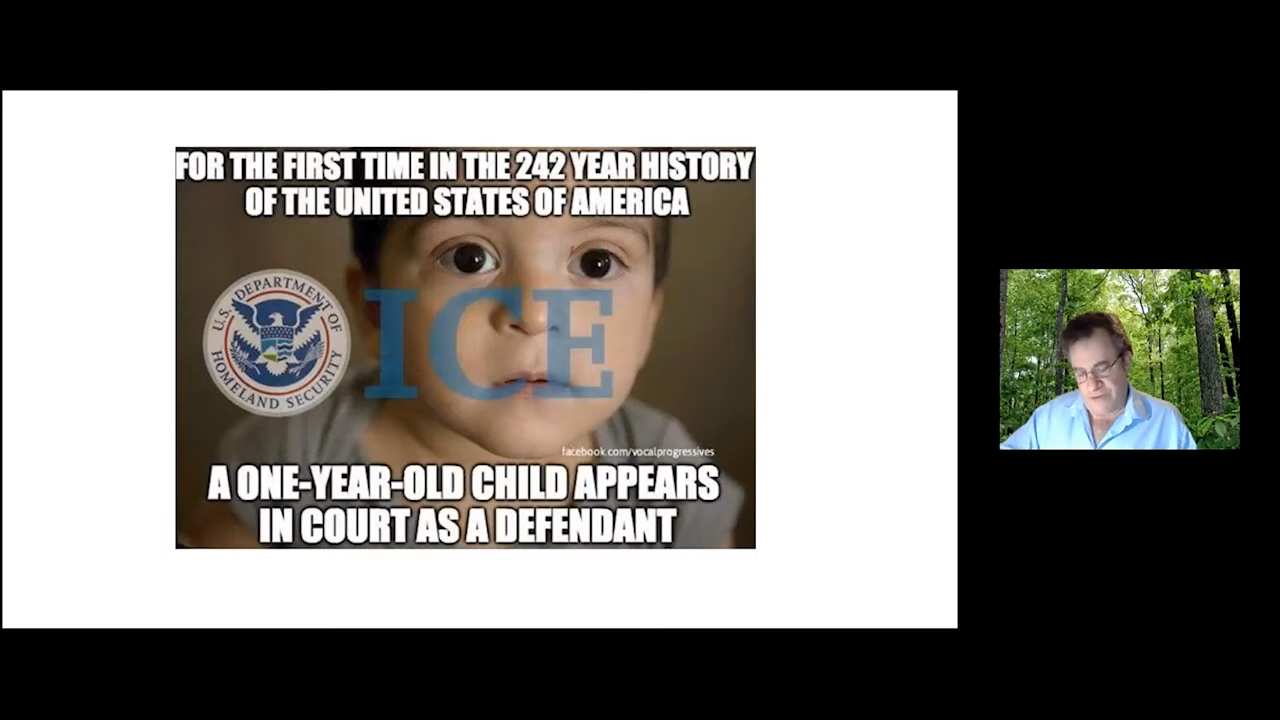 FOR THE FIRST TIME IN THE 242 YEAR HISTORY
OF THE UNITED STATES OF AMERICA
U.S. DEPARTMENT OF
HOMELAND SECURITY
ICE
facebook.com/vocalprogressives
A ONE-YEAR-OLD CHILD APPEARS
IN COURT AS A DEFENDANT